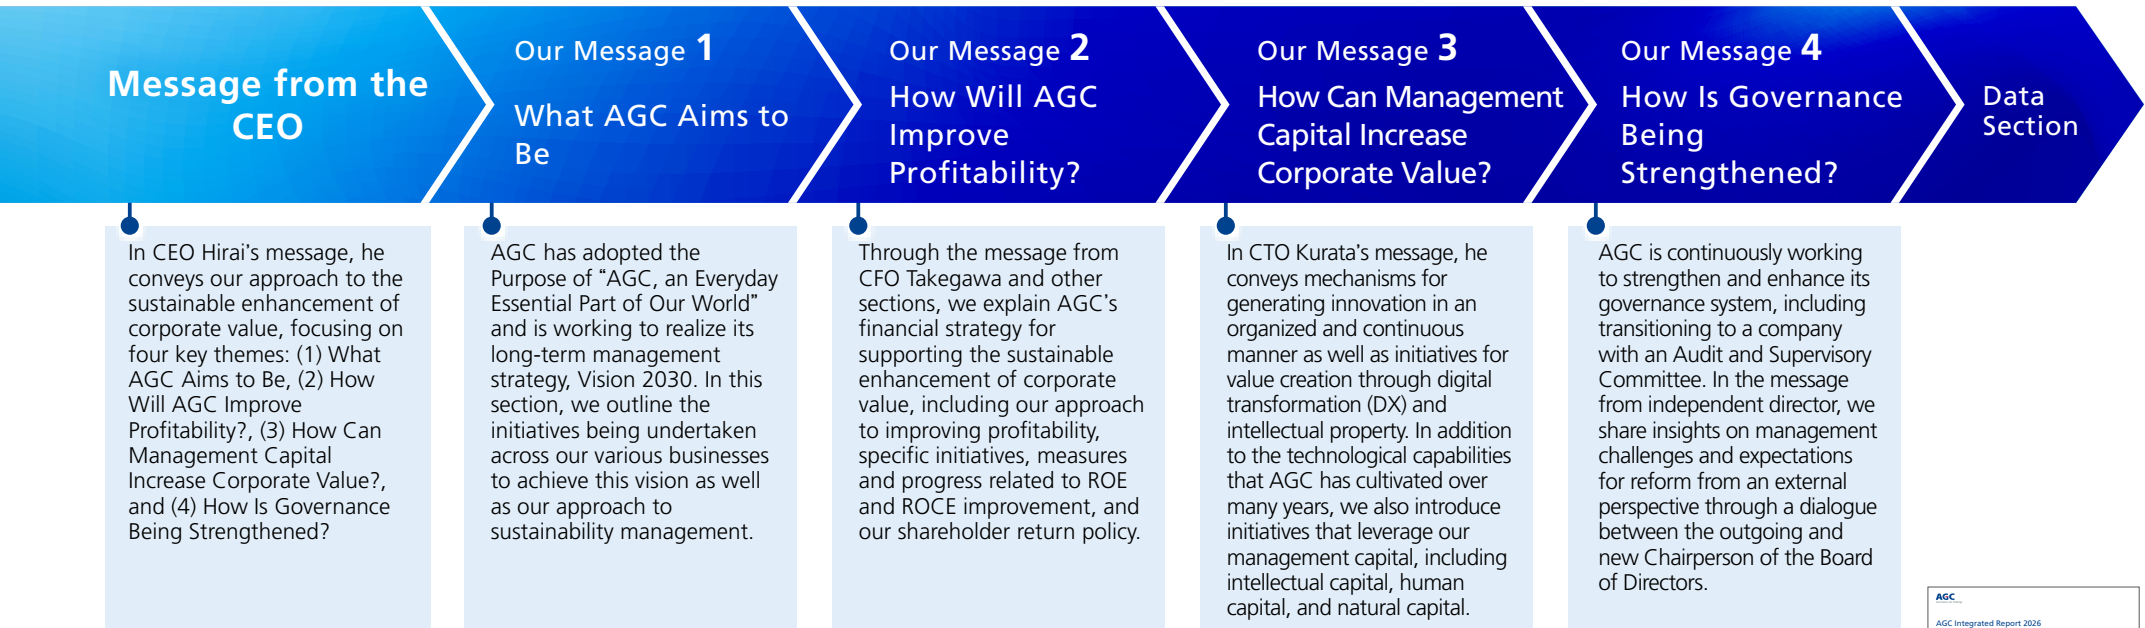 Message from the
CEO
Our Message 1
What AGC Aims to
Be
Our Message 2
How Will AGC
Improve
Profitability?
Our Message 3
How Can Management
Capital Increase
Corporate Value?
Our Message 4
How Is Governance
Being
Strengthened?
Data
Section
In CEO Hirai’s message, he
conveys our approach to the
sustainable enhancement of
corporate value, focusing on
four key themes: (1) What
AGC Aims to Be, (2) How
Will AGC Improve
Profitability?, (3) How Can
Management Capital
Increase Corporate Value?,
and (4) How Is Governance
Being Strengthened?
AGC has adopted the
Purpose of “AGC, an Everyday
Essential Part of Our World”
and is working to realize its
long-term management
strategy, Vision 2030. In this
section, we outline the
initiatives being undertaken
across our various businesses
to achieve this vision as well
as our approach to
sustainability management.
Through the message from
CFO Takegawa and other
sections, we explain AGC’s
financial strategy for
supporting the sustainable
enhancement of corporate
value, including our approach
to improving profitability,
specific initiatives, measures
and progress related to ROE
and ROCE improvement, and
our shareholder return policy.
In CTO Kurata’s message, he
conveys mechanisms for
generating innovation in an
organized and continuous
manner as well as initiatives for
value creation through digital
transformation (DX) and
intellectual property. In addition
to the technological capabilities
that AGC has cultivated over
many years, we also introduce
initiatives that leverage our
management capital, including
intellectual capital, human
capital, and natural capital.
AGC is continuously working
to strengthen and enhance its
governance system, including
transitioning to a company
with an Audit and Supervisory
Committee. In the message
from independent director, we
share insights on management
challenges and expectations
for reform from an external
perspective through a dialogue
between the outgoing and
new Chairperson of the Board
of Directors.
AGC
AGC Integrated Report 2026